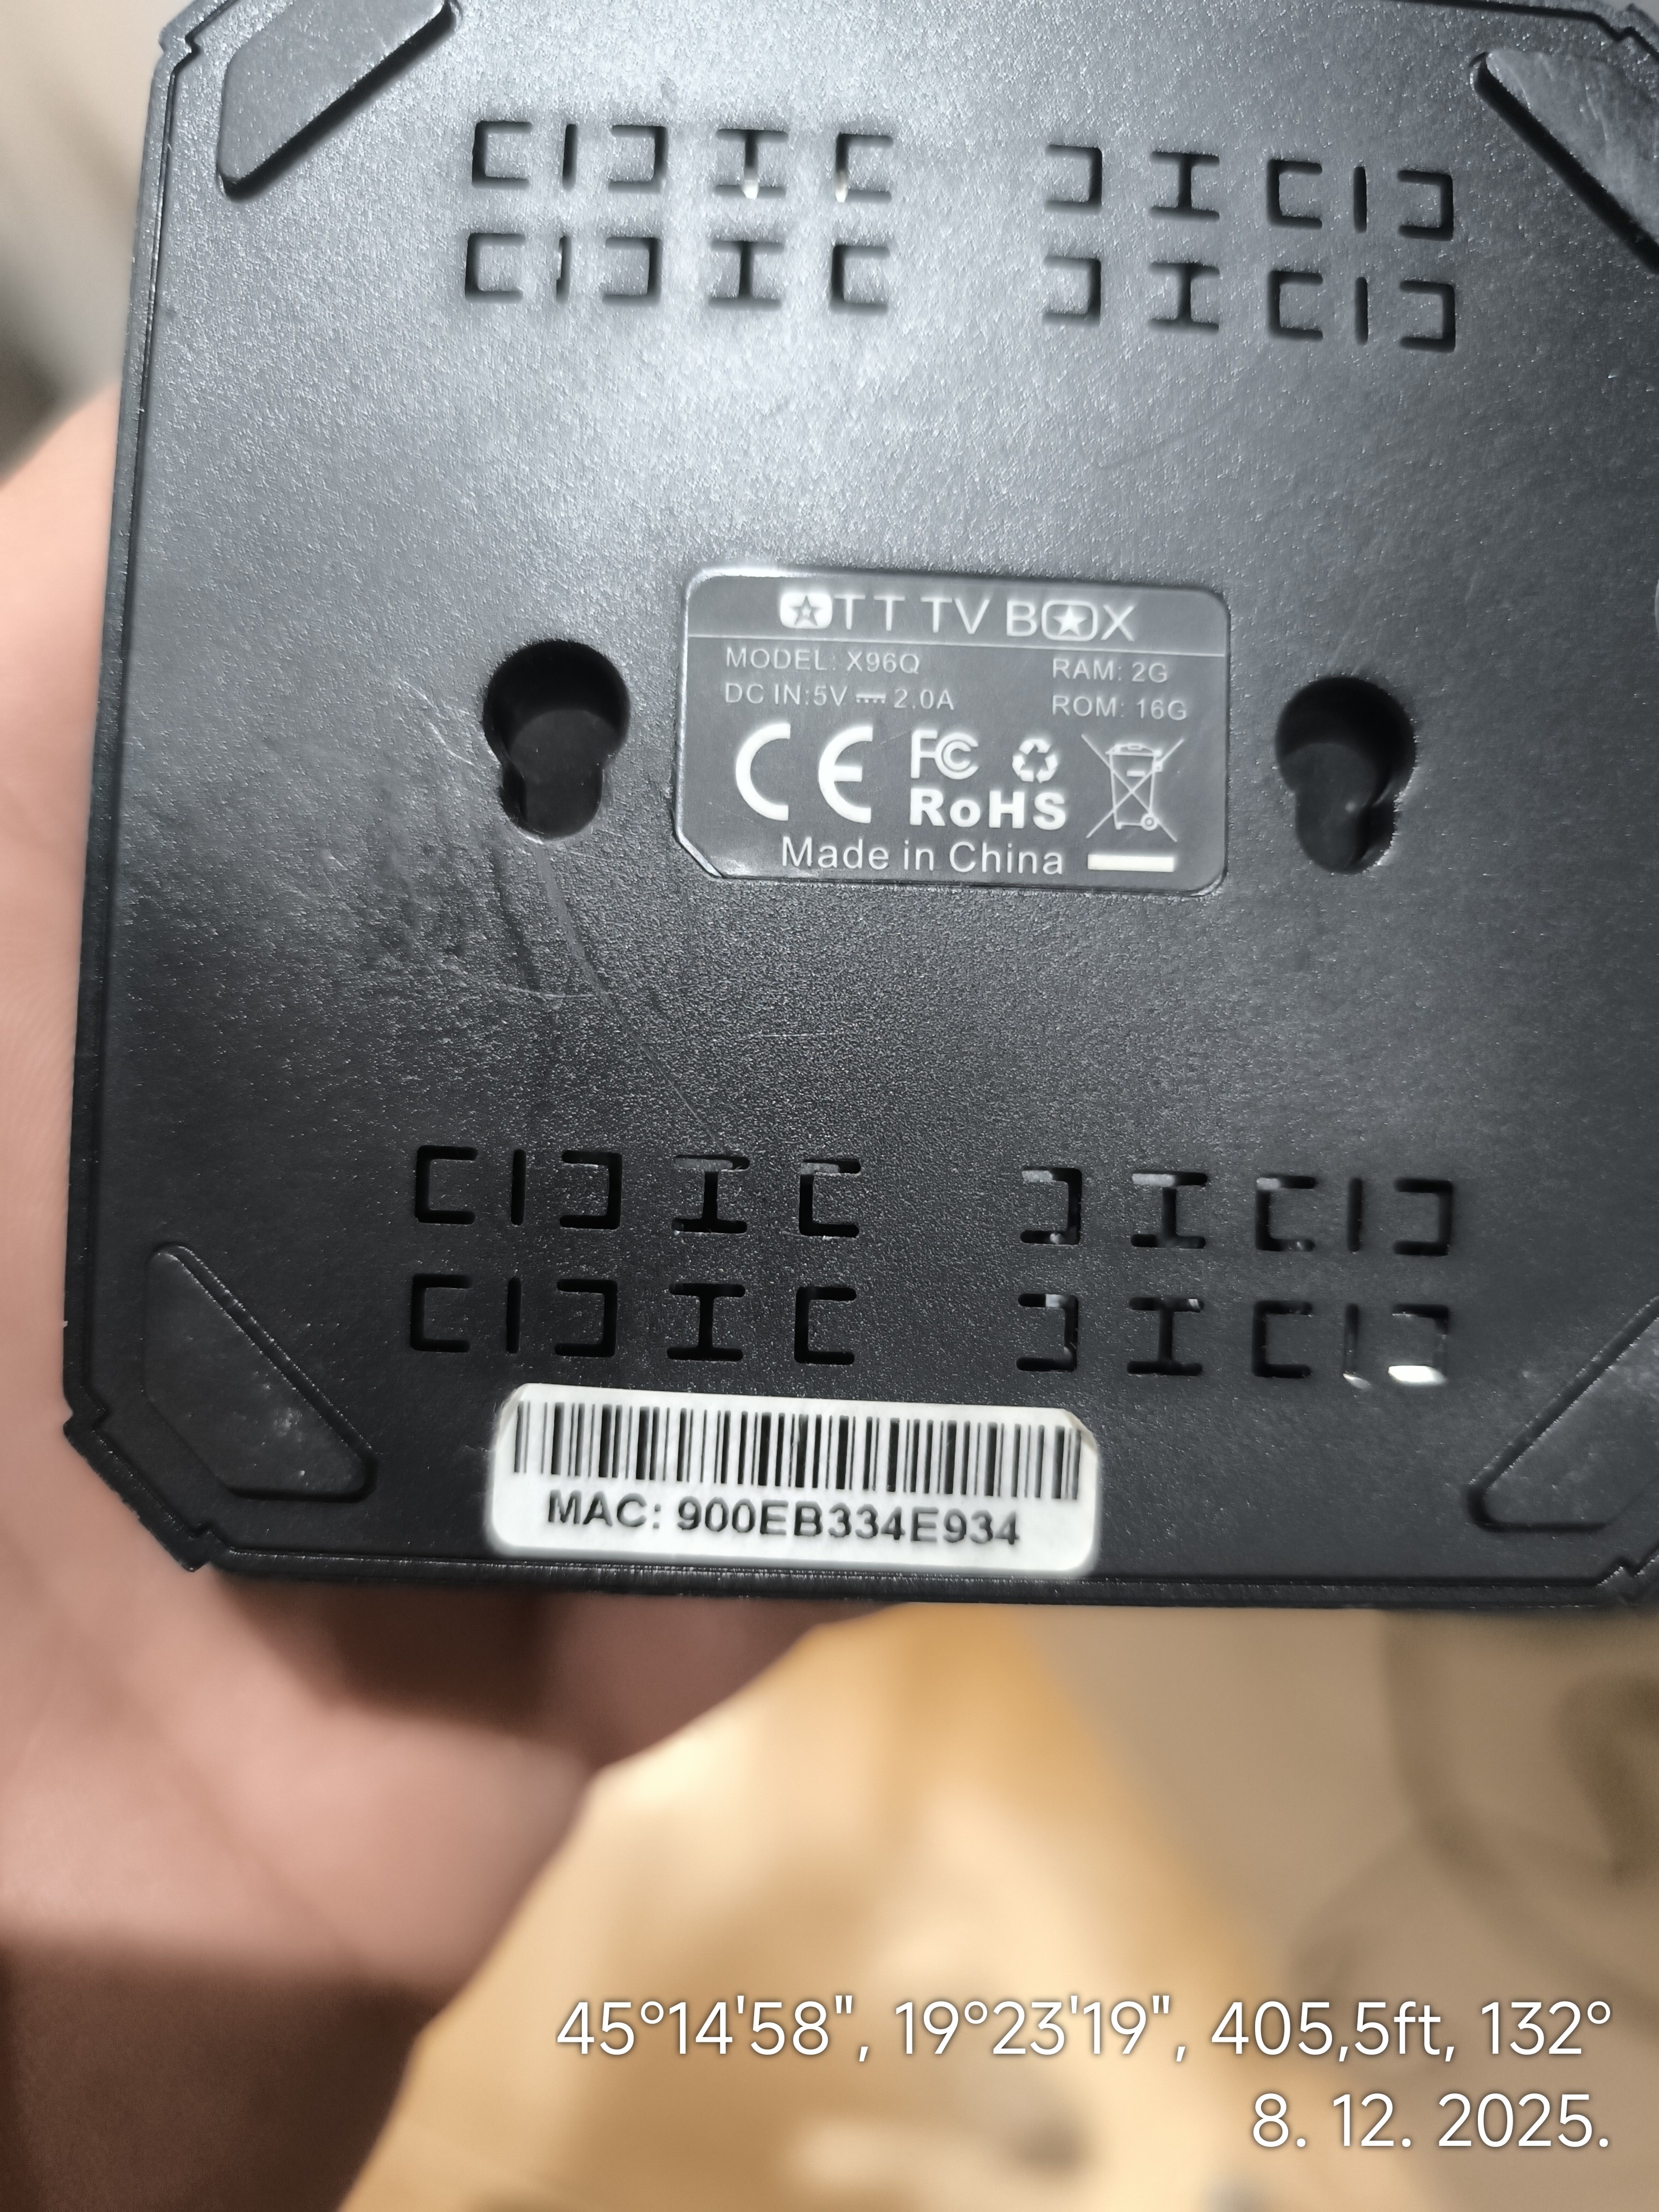 OTT TV BOX
MODEL: X96Q
RAM: 2G
DC IN:5V ⎓ 2.0A
ROM: 16G
CE FC
RoHS
Made in China
MAC: 900EB334E934
45°14'58", 19°23'19", 405,5ft, 132°
8. 12. 2025.